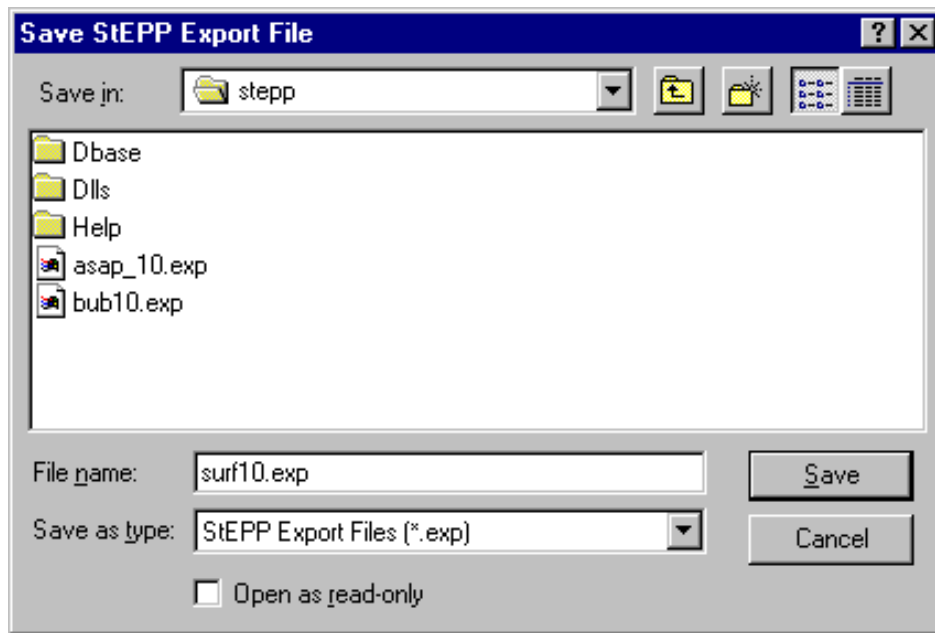 Save StEPP Export File
Save in: stepp
Dbase
Dlls
Help
asap_10.exp
bub10.exp
File name: surf10.exp Save
Save as type: StEPP Export Files (*.exp) Cancel
Open as read-only